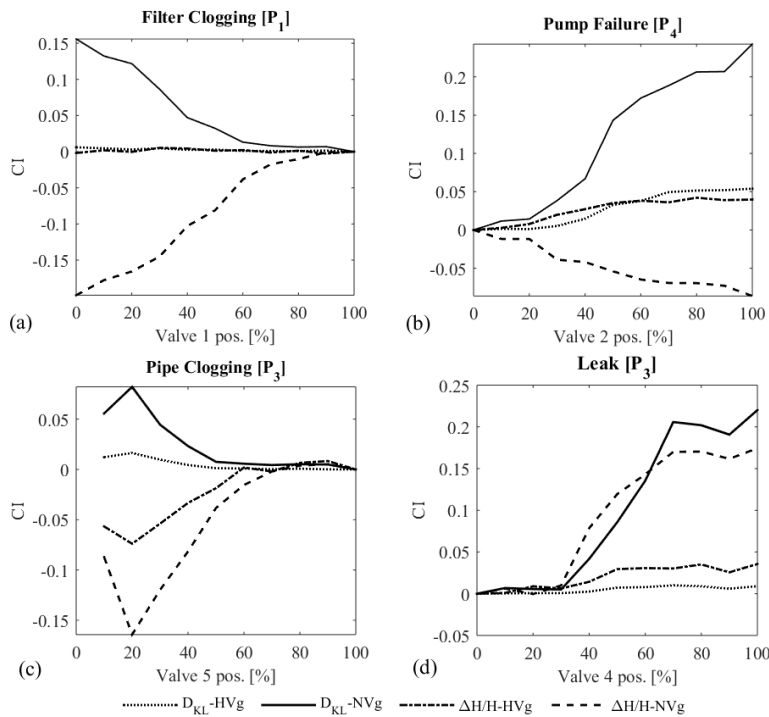 Filter Clogging [P1]
0.15
0.1
0.05
0
-0.05
-0.1
-0.15
CI
0 20 40 60 80 100
Valve 1 pos. [%]
(a)
Pump Failure [P4]
0.2
0.15
0.1
0.05
0
-0.05
CI
0 20 40 60 80 100
Valve 2 pos. [%]
(b)
Pipe Clogging [P3]
0.05
0
-0.05
-0.1
-0.15
CI
0 20 40 60 80 100
Valve 5 pos. [%]
(c)
Leak [P3]
0.25
0.2
0.15
0.1
0.05
0
-0.05
CI
0 20 40 60 80 100
Valve 4 pos. [%]
(d)
DKL-HVg DKL-NVg ΔH/H-HVg ΔH/H-NVg